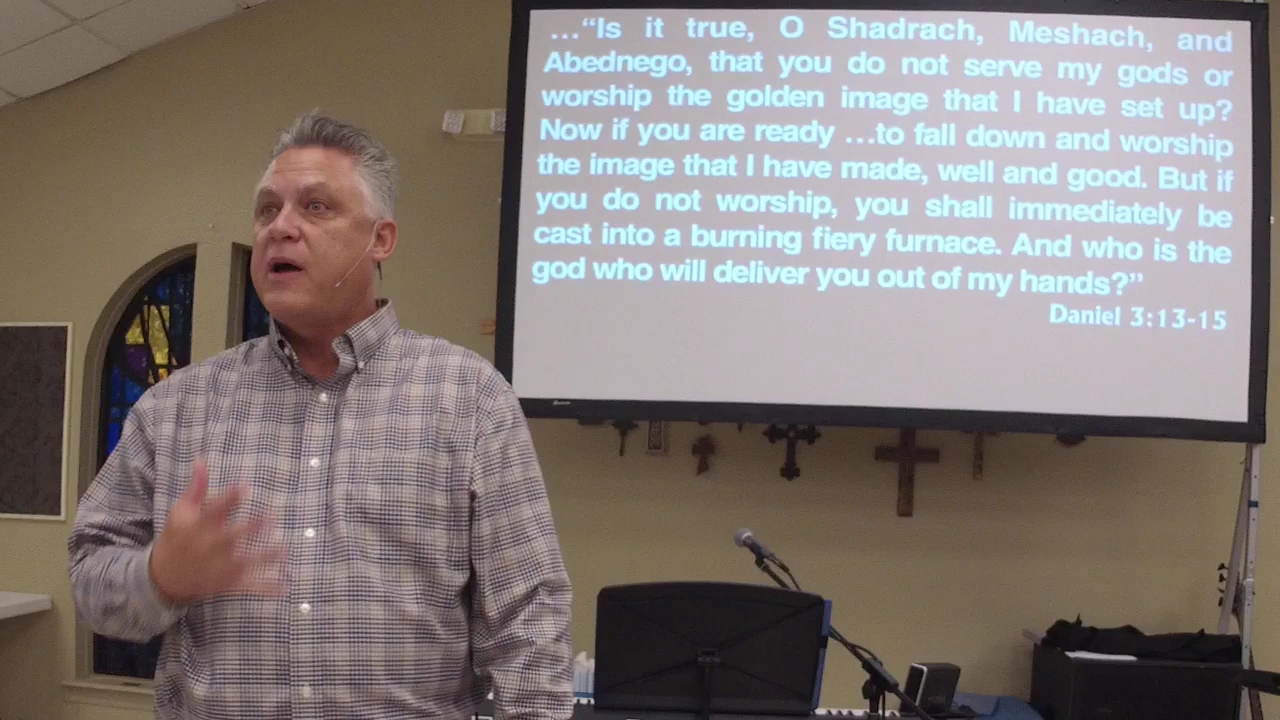 …“Is it true, O Shadrach, Meshach, and
Abednego, that you do not serve my gods or
worship the golden image that I have set up?
Now if you are ready …to fall down and worship
the image that I have made, well and good. But if
you do not worship, you shall immediately be
cast into a burning fiery furnace. And who is the
god who will deliver you out of my hands?”
Daniel 3:13-15